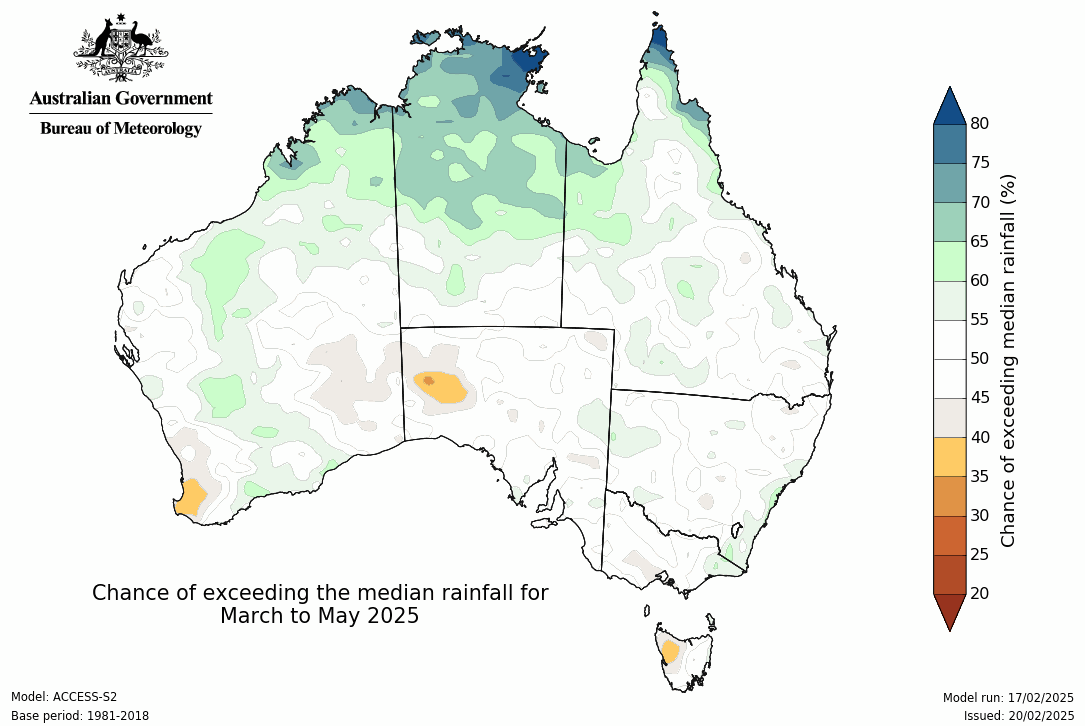 Australian Government
Bureau of Meteorology
80
75
70
65
60
55
50
45
40
35
30
25
20
Chance of exceeding median rainfall (%)
Chance of exceeding the median rainfall for
March to May 2025
Model: ACCESS-S2
Base period: 1981-2018
Model run: 17/02/2025
Issued: 20/02/2025